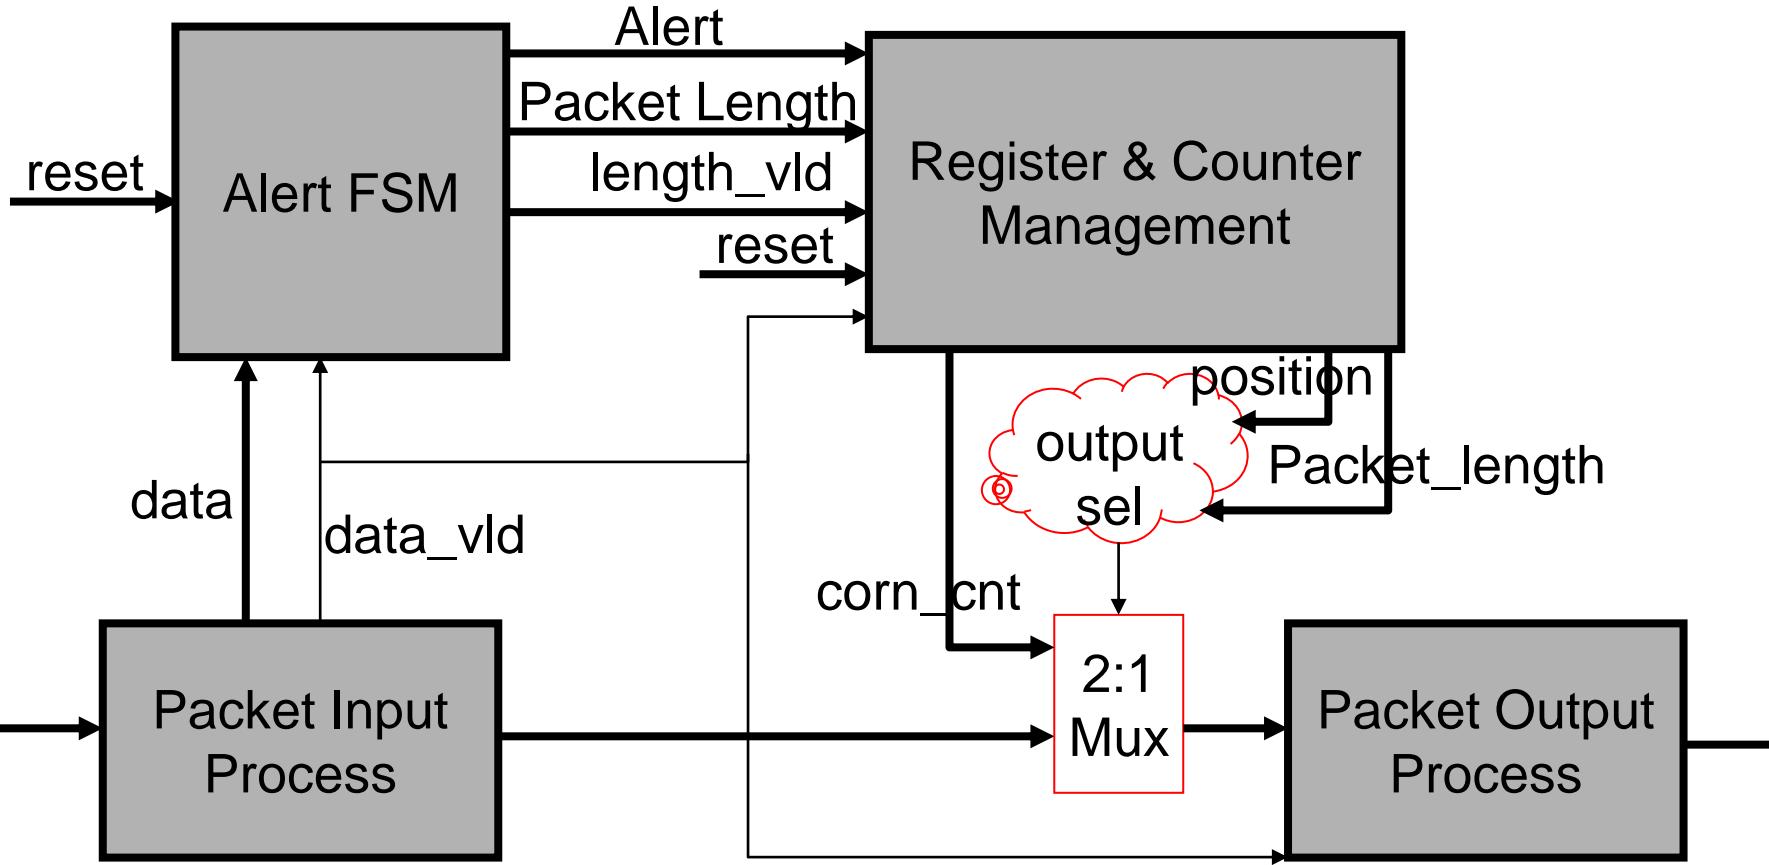 Alert
Packet Length
length_vld
reset
reset
Alert FSM
Register & Counter
Management
position
output
sel
Packet_length
data
data_vld
corn_cnt
2:1
Mux
Packet Input
Process
Packet Output
Process